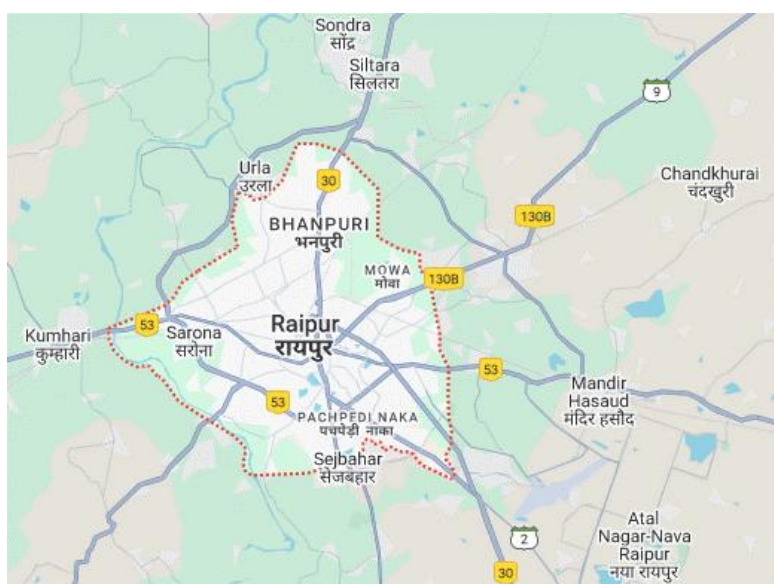 Sondra
सोंद्र
Siltara
सिलतरा
9
Urla
उरला
30
Chandkhurai
चंदखुरी
BHANPURI
भनपुरी
130B
MOWA
मोवा
130B
53
Raipur
रायपुर
Kumhari
कुम्हारी
Sarona
सरोना
53
53
Mandir
Hasaud
मंदिर हसौद
PACHPEDI NAKA
पचपेड़ी नाका
Sejbahar
सेजबहार
2
Atal
Nagar-Nava
Raipur
नया रायपुर
30